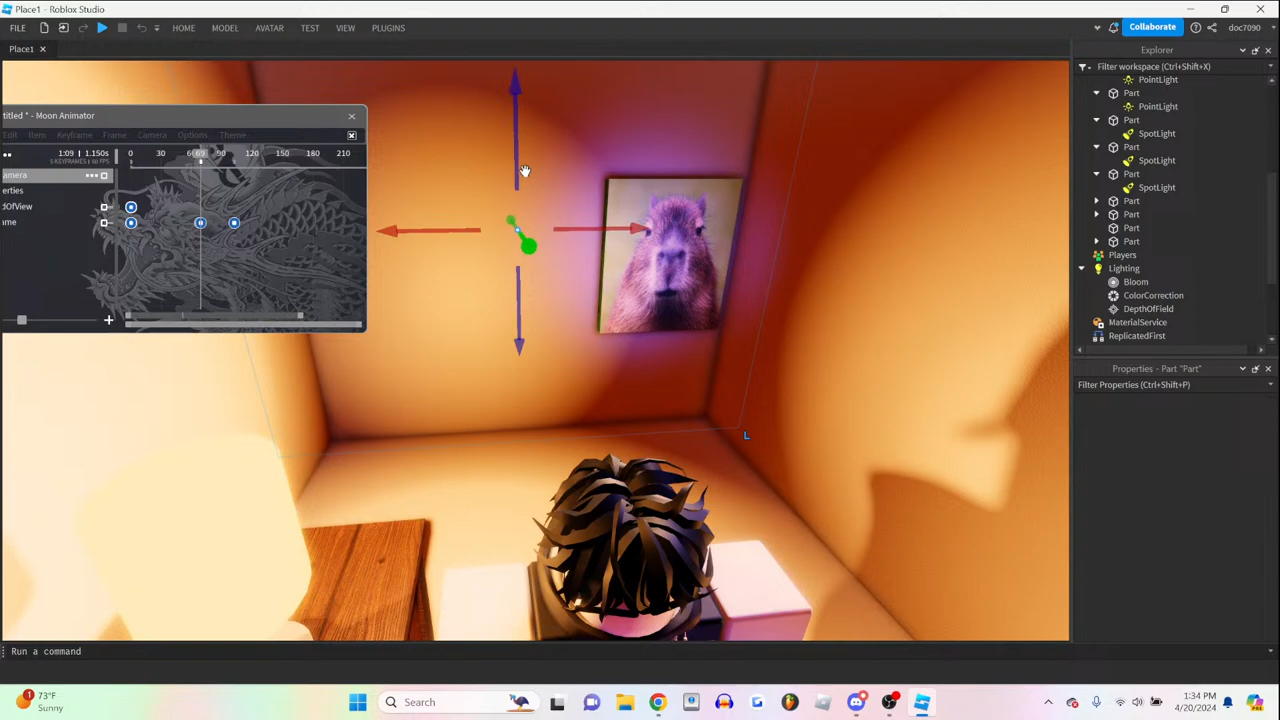 Place1 - Roblox Studio
FILE HOME MODEL AVATAR TEST VIEW PLUGINS Collaborate doc7090
Place1
Explorer
Filter workspace (Ctrl+Shift+X)
PointLight
Part
PointLight
Part
SpotLight
Part
SpotLight
Part
SpotLight
Part
Part
Part
Part
Players
Lighting
Bloom
ColorCorrection
DepthOfField
MaterialService
ReplicatedFirst
Properties - Part "Part"
Filter Properties (Ctrl+Shift+P)
titled * - Moon Animator
Edit Item Keyframe Frame Camera Options Theme
1:09 | 1.150s
5 KEYFRAMES | 60 FPS
0 30 69 90 120 150 180 210
amera
erties
dOfView
ame
L
Run a command
1
73°F
Sunny
Search
1:34 PM
4/20/2024